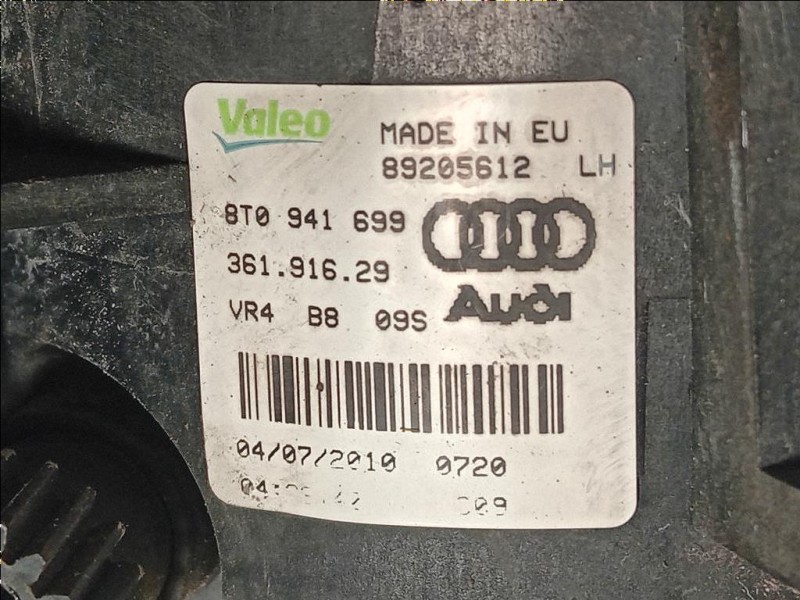 Valeo
MADE IN EU
89205612 LH
8T0 941 699
361.916.29
Audi
VR4 B8 09S
04/07/2010 0720